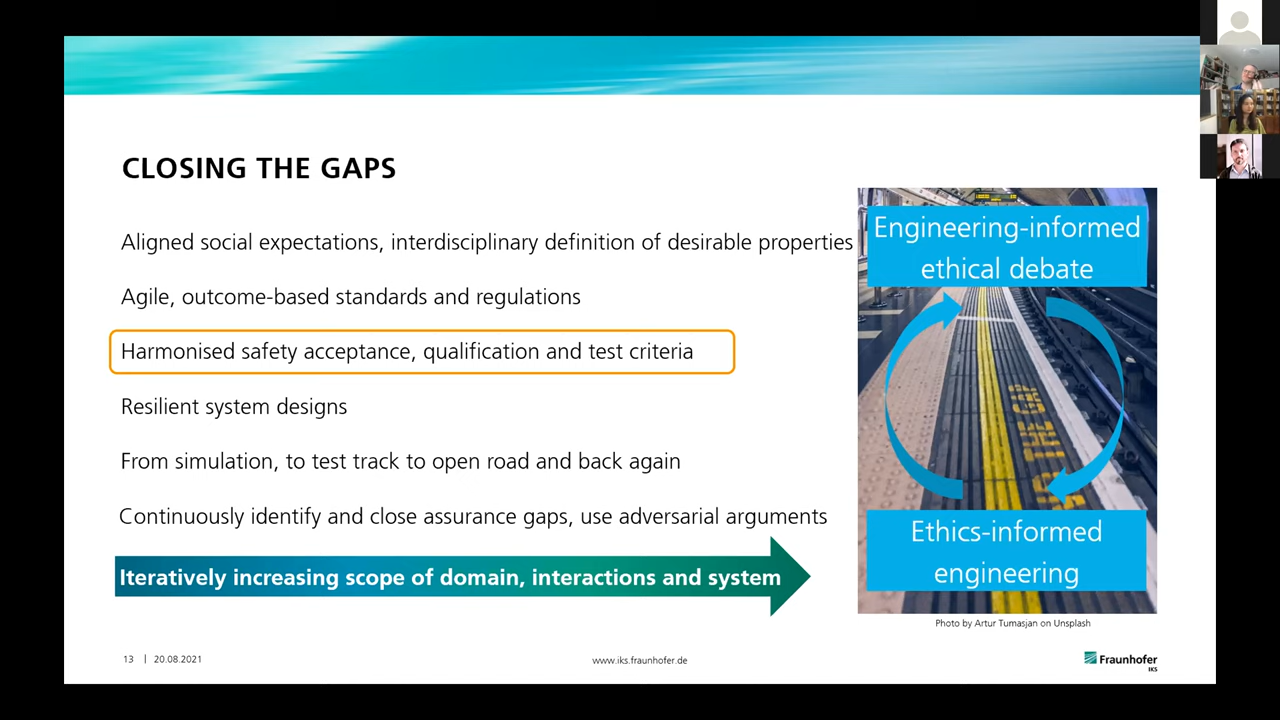 CLOSING THE GAPS
Aligned social expectations, interdisciplinary definition of desirable properties
Agile, outcome-based standards and regulations
Harmonised safety acceptance, qualification and test criteria
Resilient system designs
From simulation, to test track to open road and back again
Continuously identify and close assurance gaps, use adversarial arguments
Iteratively increasing scope of domain, interactions and system
Engineering-informed
ethical debate
THE GAP
Ethics-informed
engineering
Photo by Artur Tumasjan on Unsplash
13 | 20.08.2021
www.iks.fraunhofer.de
Fraunhofer
IKS